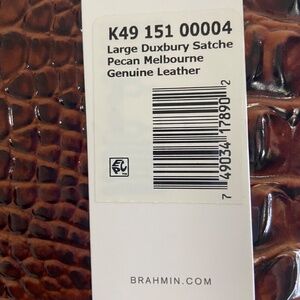 K49 151 00004
Large Duxbury Satche
Pecan Melbourne
Genuine Leather
7 49034 17890 2
BRAHMIN.COM